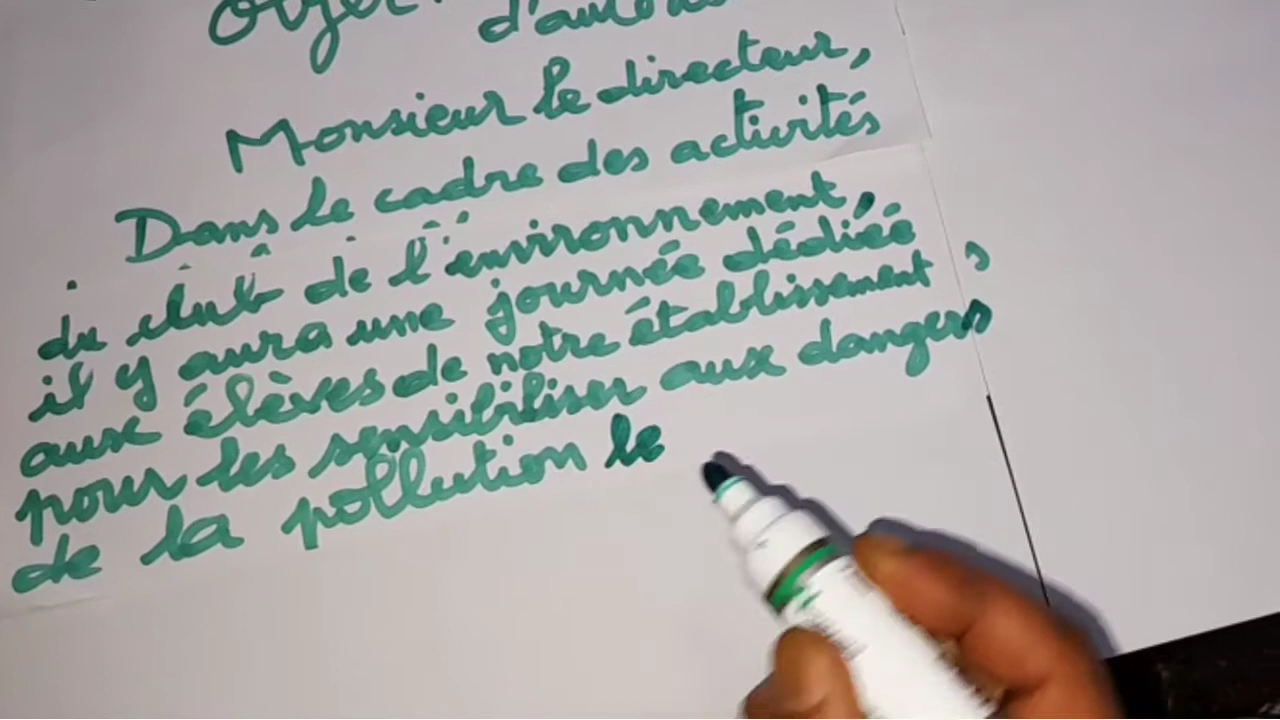 Objet
Monsieur le directeur,
Dans le cadre des activités
du club de l'environnement,
il y aura une journée dédiée
aux élèves de notre établissement,
pour les sensibiliser aux dangers
de la pollution le